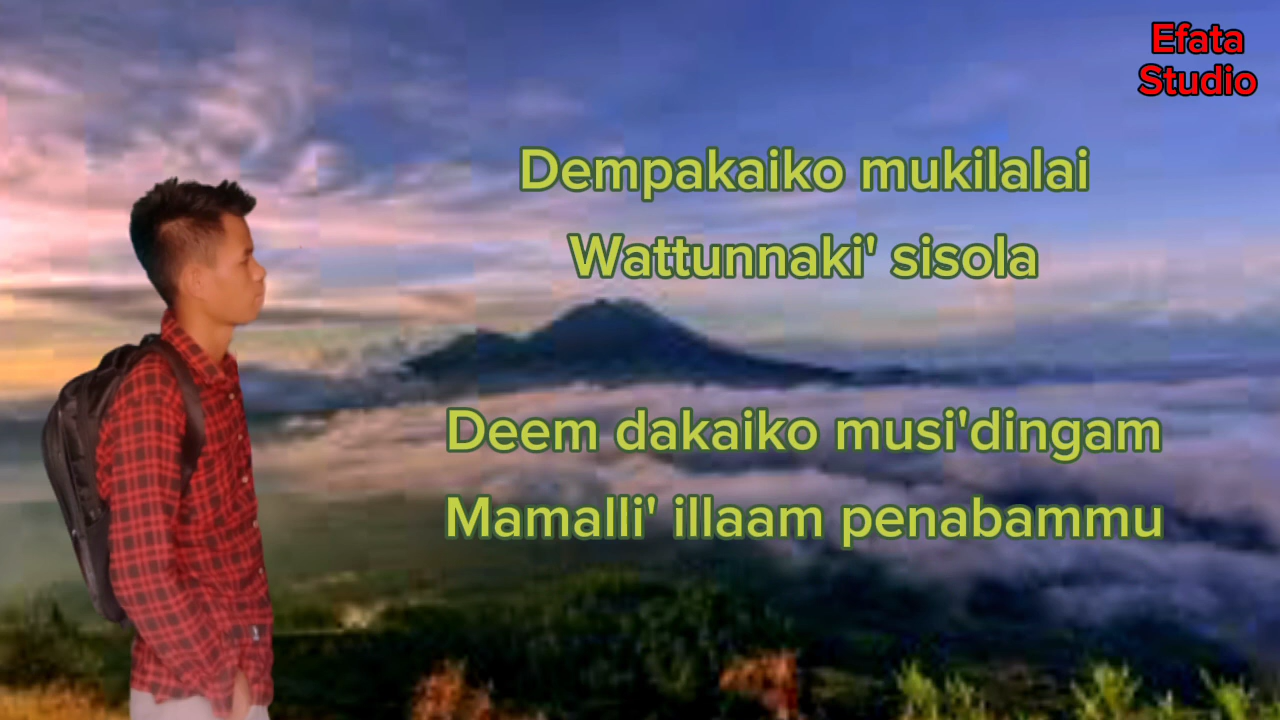 Efata
Studio
Dempakaiko mukilalai
Wattunnaki' sisola
Deem dakaiko musi'dingam
Mamalli' illaam penabammu